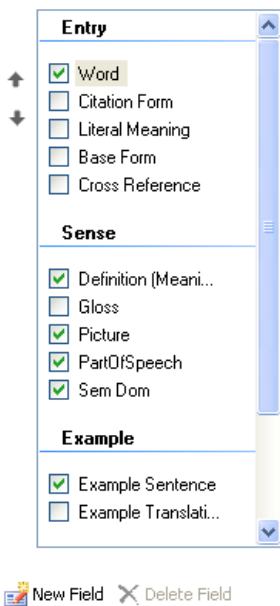 Entry
Word
Citation Form
Literal Meaning
Base Form
Cross Reference
Sense
Definition (Meani...
Gloss
Picture
PartOfSpeech
Sem Dom
Example
Example Sentence
Example Translati...
New Field Delete Field